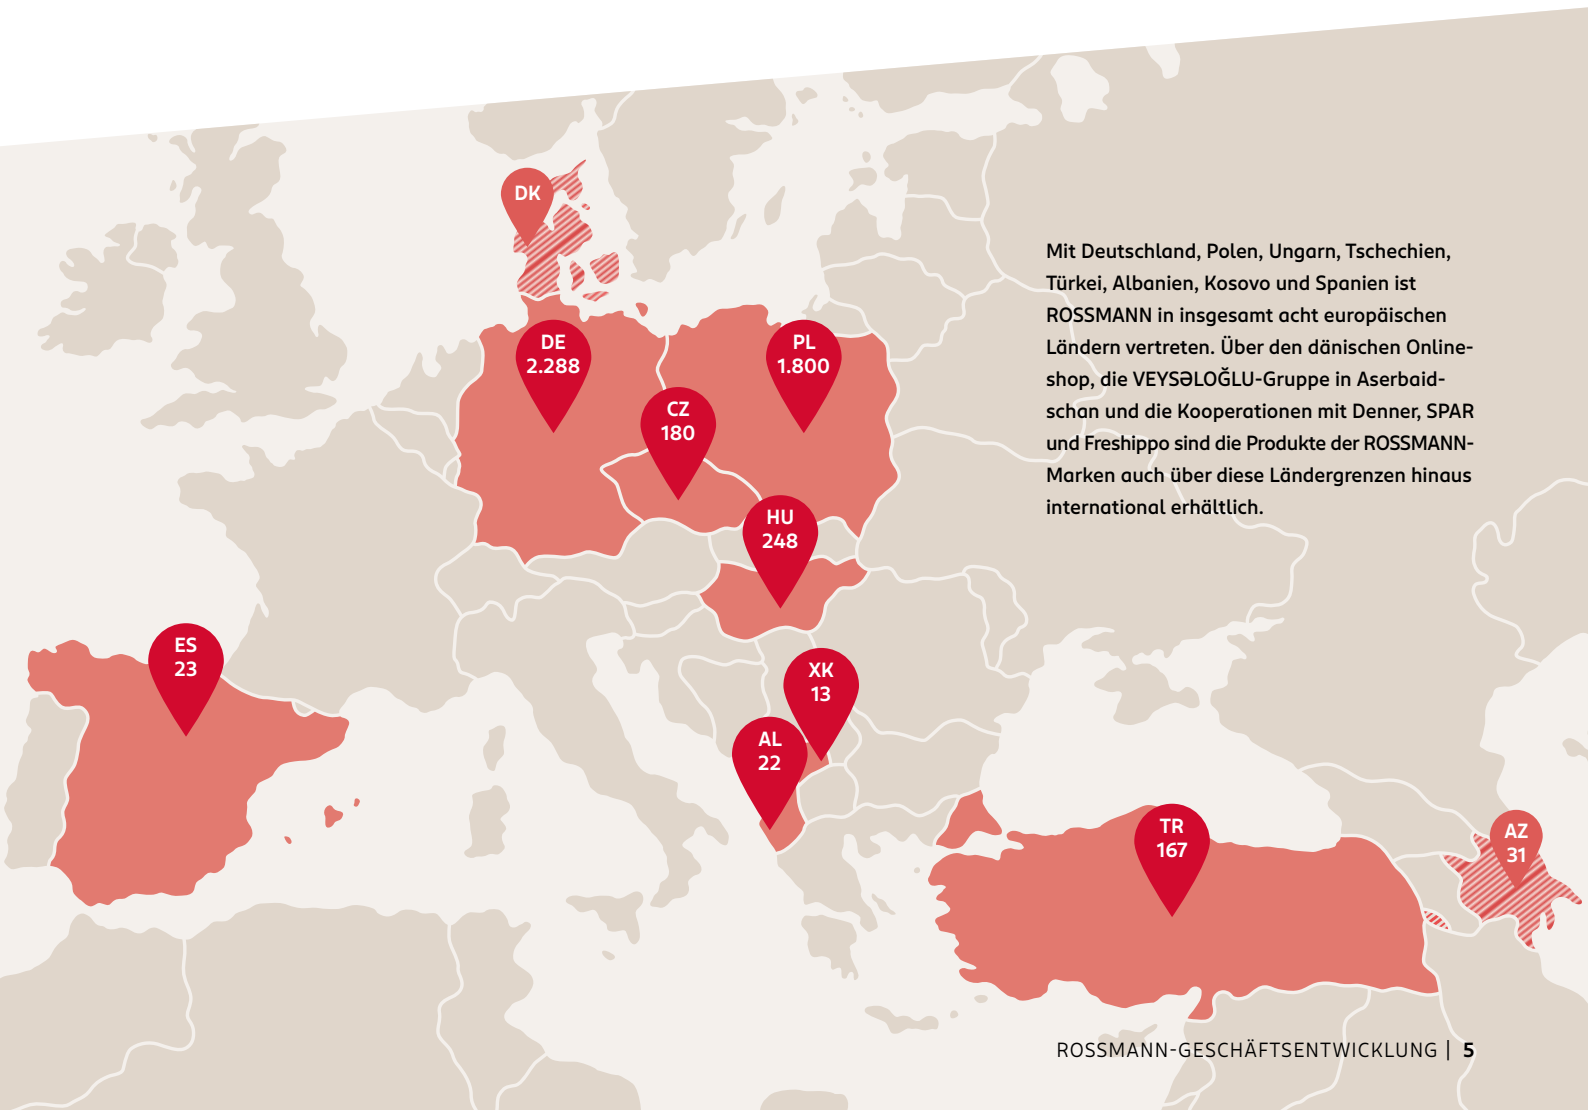 DK
Mit Deutschland, Polen, Ungarn, Tschechien,
Türkei, Albanien, Kosovo und Spanien ist
ROSSMANN in insgesamt acht europäischen
Ländern vertreten. Über den dänischen Online-
shop, die VEYSƏLOĞLU-Gruppe in Aserbaid-
schan und die Kooperationen mit Denner, SPAR
und Freshippo sind die Produkte der ROSSMANN-
Marken auch über diese Ländergrenzen hinaus
international erhältlich.
DE
2.288
PL
1.800
CZ
180
HU
248
ES
23
XK
13
AL
22
TR
167
AZ
31
ROSSMANN-GESCHÄFTSENTWICKLUNG | 5